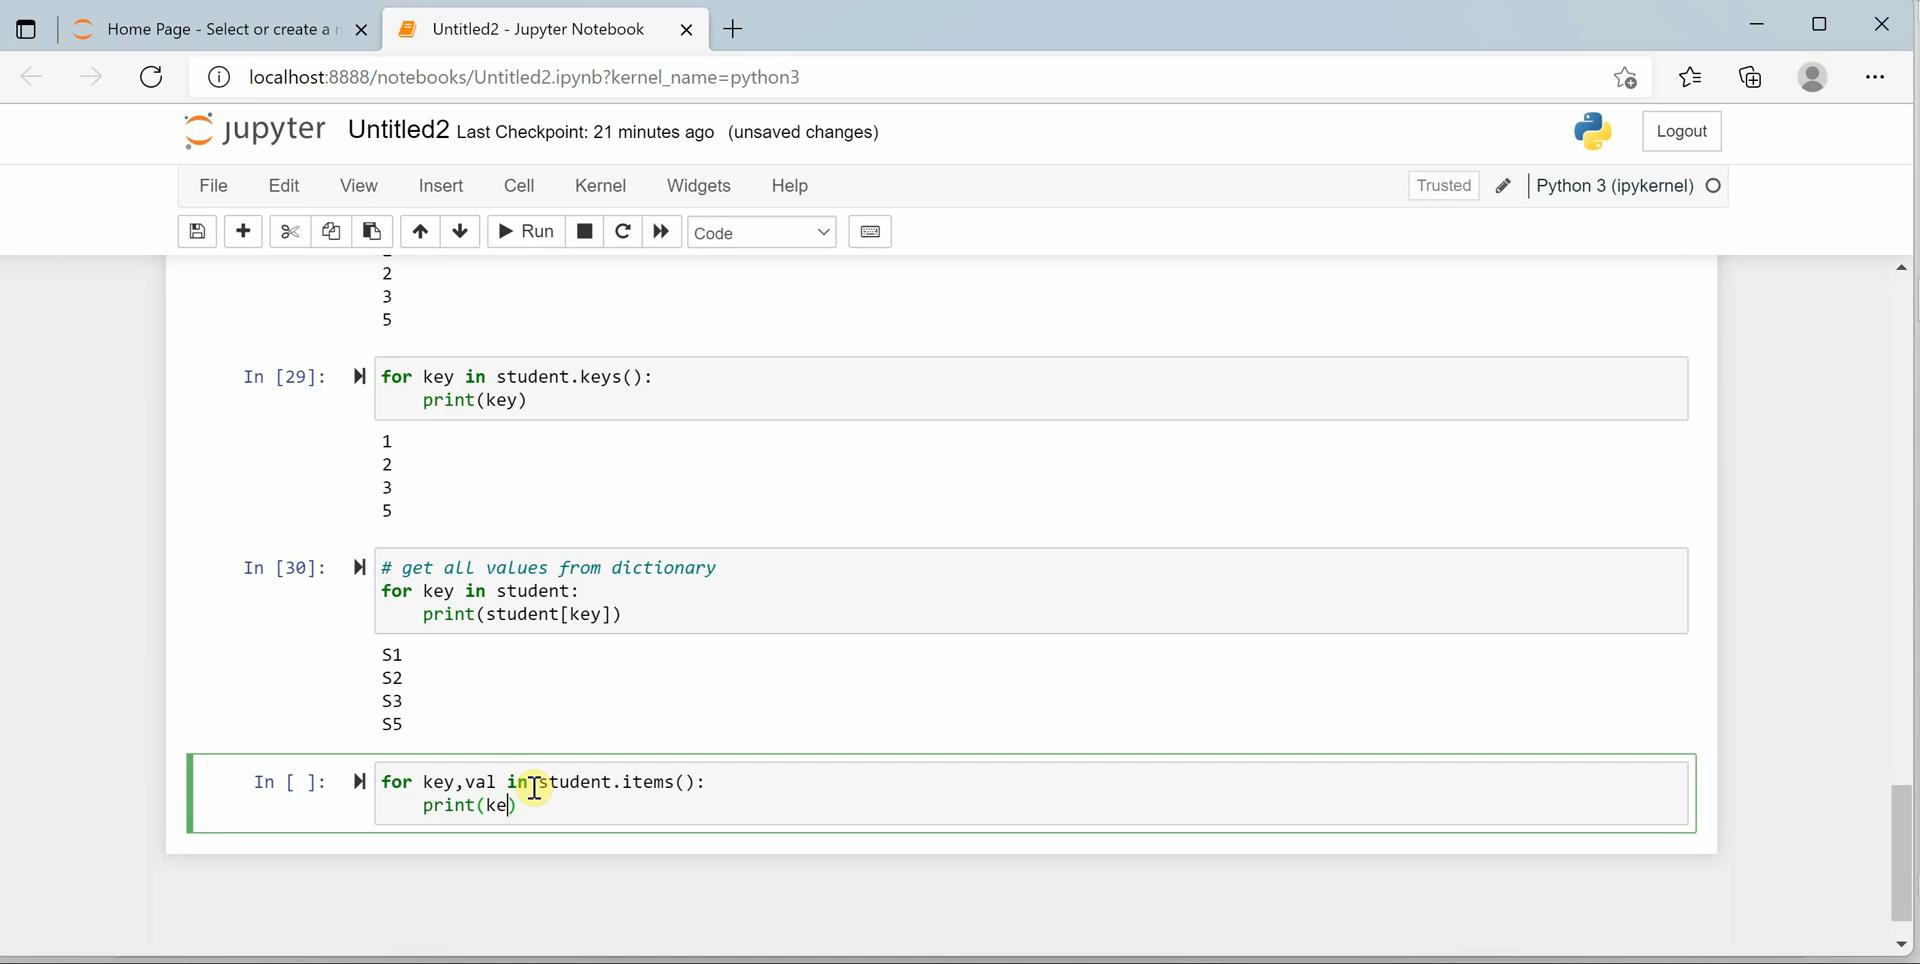 Home Page - Select or create a n
Untitled2 - Jupyter Notebook
localhost:8888/notebooks/Untitled2.ipynb?kernel_name=python3
jupyter Untitled2 Last Checkpoint: 21 minutes ago (unsaved changes)
Logout
File Edit View Insert Cell Kernel Widgets Help
Trusted Python 3 (ipykernel)
Run Code
2
3
5
In [29]: for key in student.keys():
print(key)
1
2
3
5
In [30]: # get all values from dictionary
for key in student:
print(student[key])
S1
S2
S3
S5
In [ ]: for key,val in student.items():
print(ke)